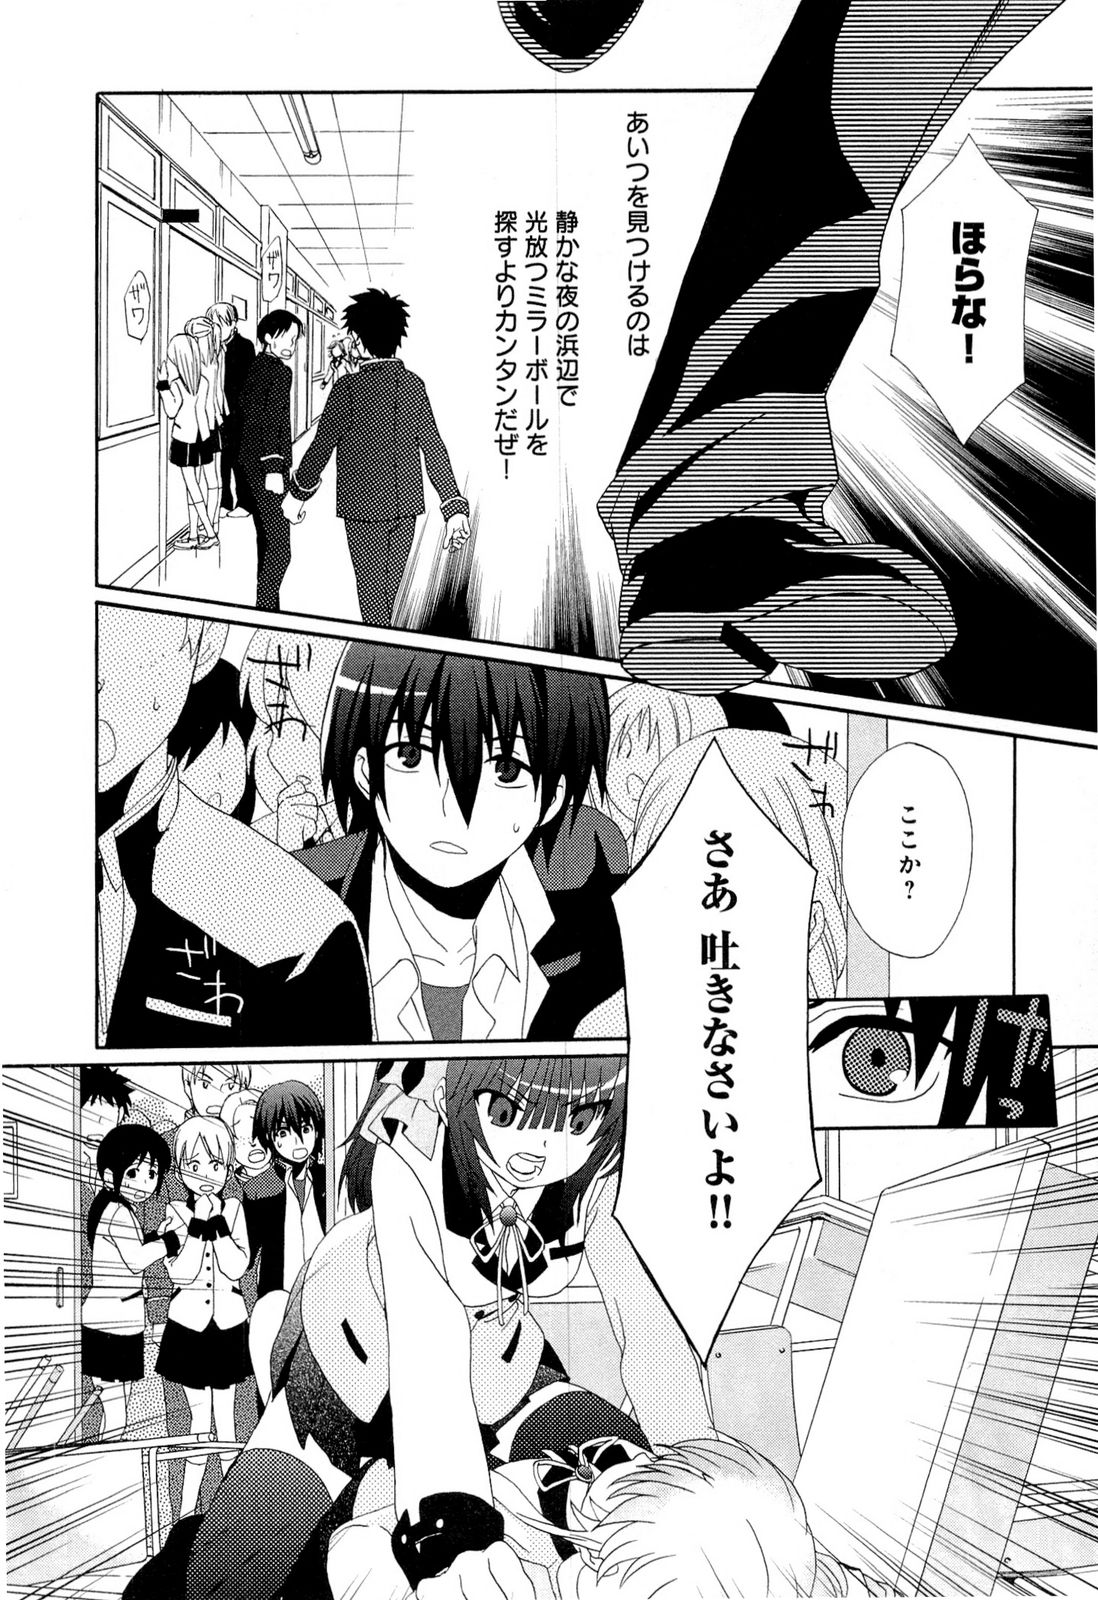 ほらな！
あいつを見つけるのは
静かな夜の浜辺で
光放つミラーボールを
探すよりカンタンだぜ！
ザワ
ザワ
ここか？
ざわ
ざわ
ざわ
さあ 吐きなさいよ!!